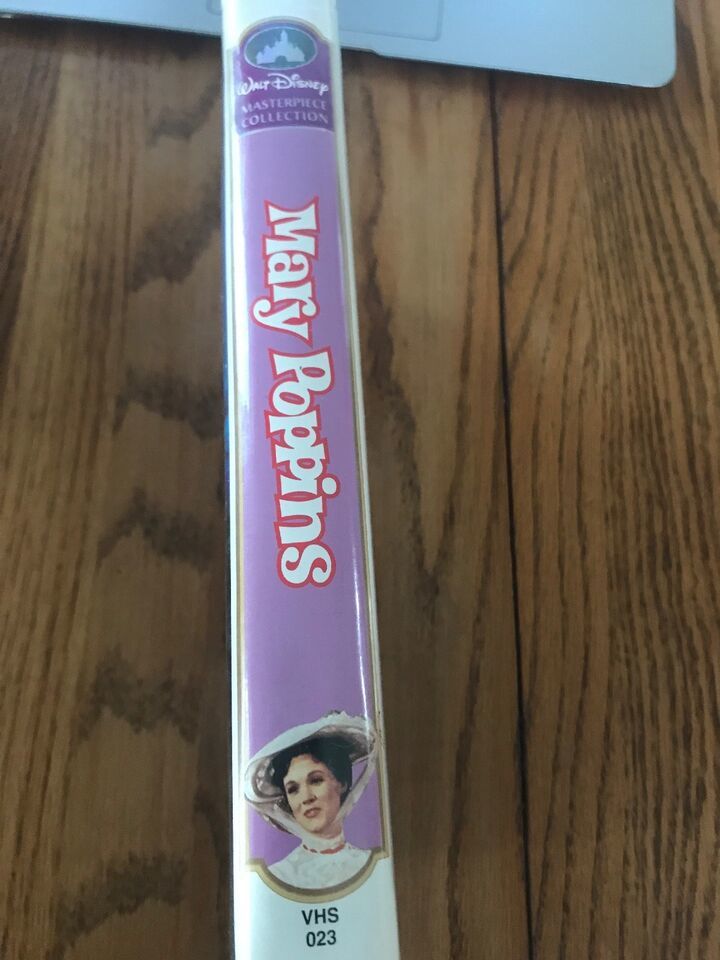 Walt Disney
MASTERPIECE
COLLECTION
Mary Poppins
VHS
023